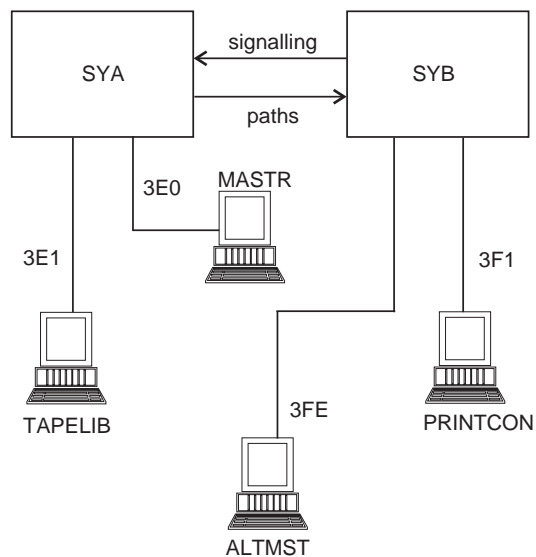 signalling
SYA
SYB
paths
3E0
MASTR
3E1
3F1
TAPELIB
3FE
PRINTCON
ALTMST